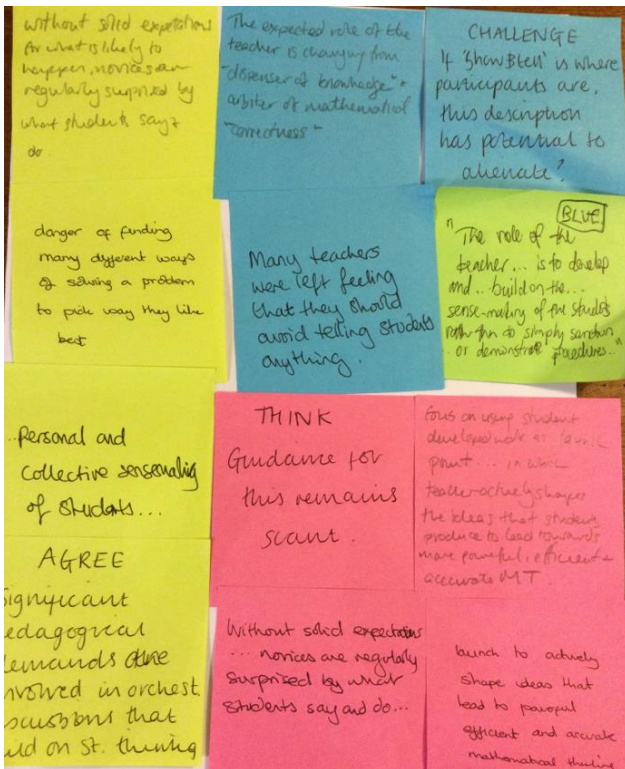 without solid expectations
for what is likely to
happen, novices are
regularly surprised by
what students say &
do.
The expected role of the
teacher is changing from
"dispenser of knowledge" &
arbiter of mathematical
"correctness"
CHALLENGE
If 'show & tell' is where
participants are,
this description
has potential to
alienate?
danger of finding
many different ways
of solving a problem
to pick way they like
best
Many teachers
were left feeling
that they should
avoid telling students
anything.
BLUE
"The role of the
teacher... is to develop
and.. build on the...
sense-making of the students
rather than to simply sanction
or demonstrate procedures..."
..Personal and
collective sensemaking
of students...
THINK
Guidance for
this remains
scant.
focus on using student
developed work as launch
point... in which
teacher actively shapes
the ideas that students
produce to lead towards
more powerful, efficient &
accurate MT.
AGREE
significant
edagogical
demands are
nvolved in orchest
scussions that
uild on St. thinking
Without solid expectations
... novices are regularly
surprised by what
students say and do...
launch to actively
shape ideas that
lead to powerful
efficient and accurate
mathematical thinking